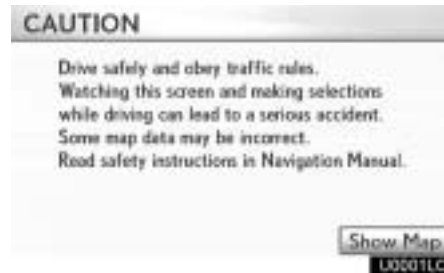 CAUTION
Drive safely and obey traffic rules.
Watching this screen and making selections
while driving can lead to a serious accident.
Some map data may be incorrect.
Read safety instructions in Navigation Manual.
Show Map
U0001LC